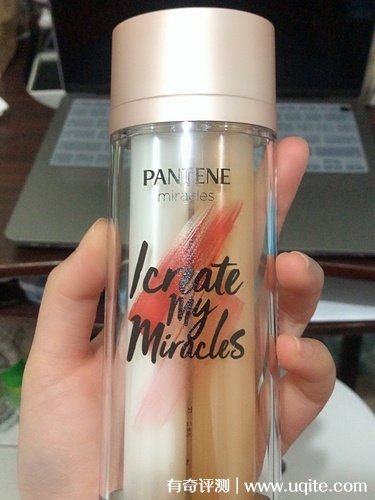 PANTENE
miracles
I create
My
Miracles
有奇评测 | www.uqite.com